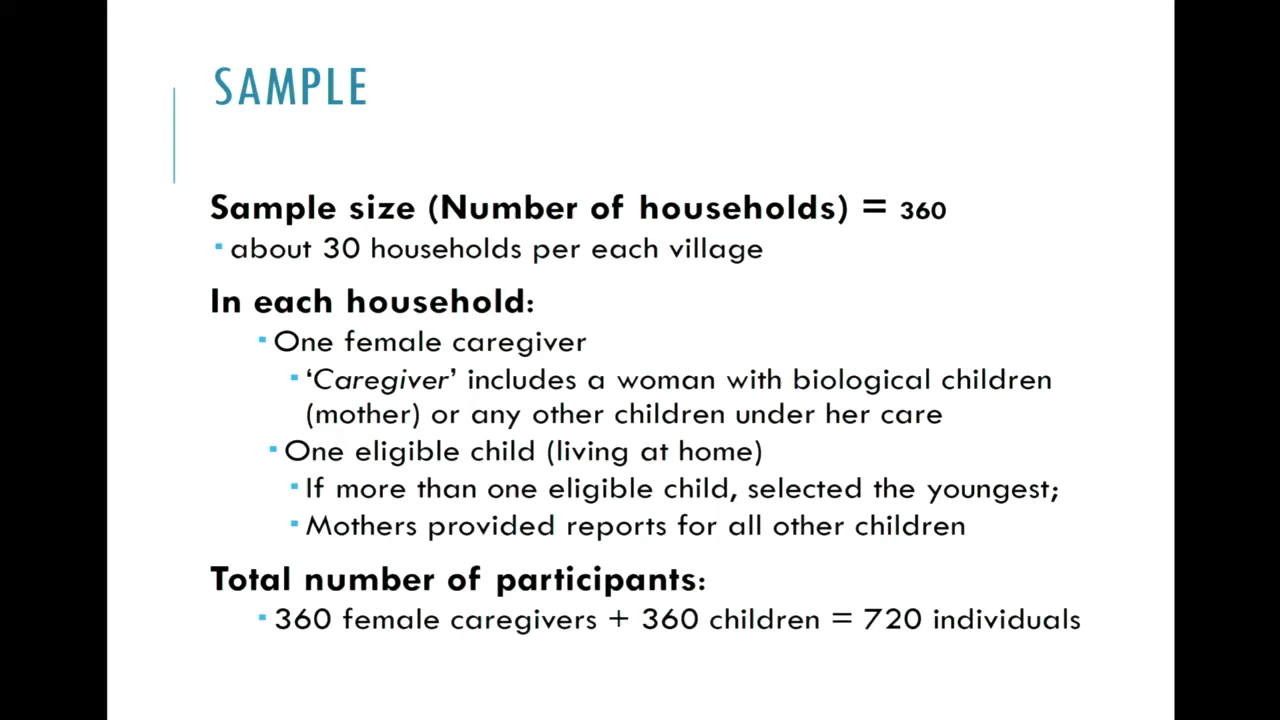 SAMPLE
Sample size (Number of households) = 360
▪ about 30 households per each village
In each household:
▪ One female caregiver
▪ ‘Caregiver’ includes a woman with biological children
(mother) or any other children under her care
▪ One eligible child (living at home)
▪ If more than one eligible child, selected the youngest;
▪ Mothers provided reports for all other children
Total number of participants:
▪ 360 female caregivers + 360 children = 720 individuals